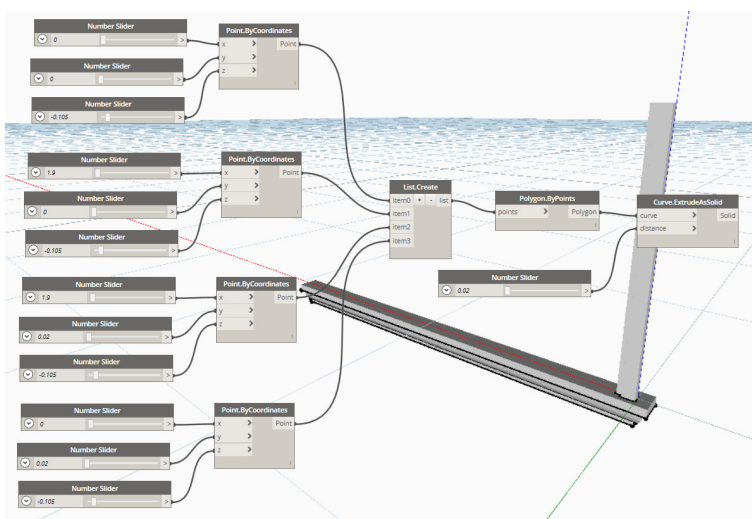 Number Slider
0
>
Number Slider
0
>
Number Slider
-0.105
>
Point.ByCoordinates
x > Point
y >
z >
Number Slider
1.9
>
Number Slider
0
>
Number Slider
-0.105
>
Point.ByCoordinates
x > Point
y >
z >
Number Slider
1.9
>
Number Slider
0.02
>
Number Slider
-0.105
>
Point.ByCoordinates
x > Point
y >
z >
Number Slider
0
>
Number Slider
0.02
>
Number Slider
-0.105
>
Point.ByCoordinates
x > Point
y >
z >
List.Create
item0 + - list
item1
item2
item3
Polygon.ByPoints
points > Polygon
Number Slider
0.02
>
Curve.ExtrudeAsSolid
curve > Solid
distance >